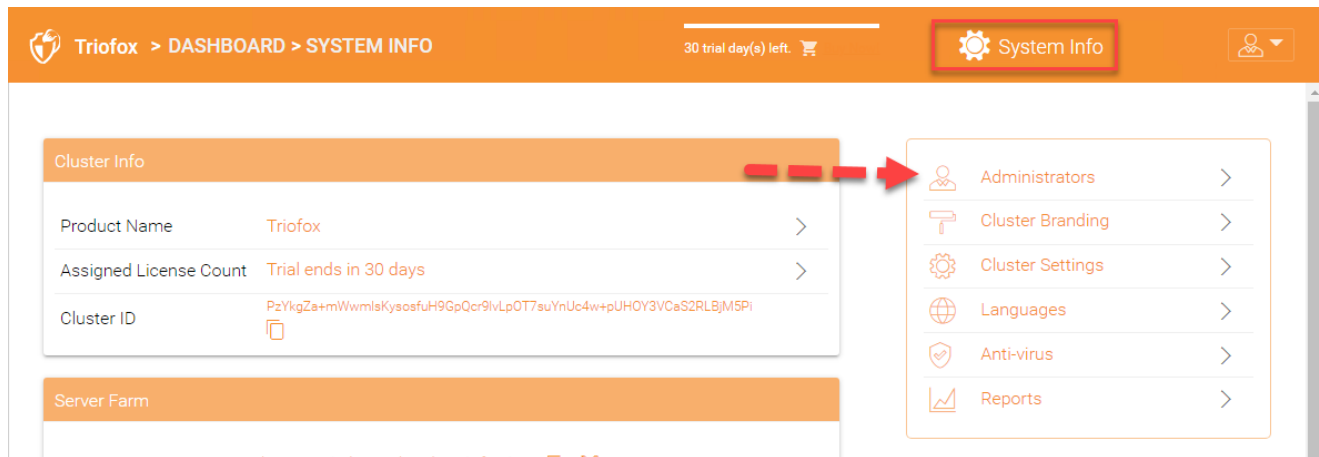 Triofox > DASHBOARD > SYSTEM INFO
30 trial day(s) left.
System Info
Cluster Info
Product Name Triofox
Assigned License Count Trial ends in 30 days
Cluster ID PzYkgZa+mWwmlsKysosfuH9GpQcr9lvLpOT7suYnUc4w+pUHOY3VCaS2RLBjM5Pi
Server Farm
Administrators
Cluster Branding
Cluster Settings
Languages
Anti-virus
Reports